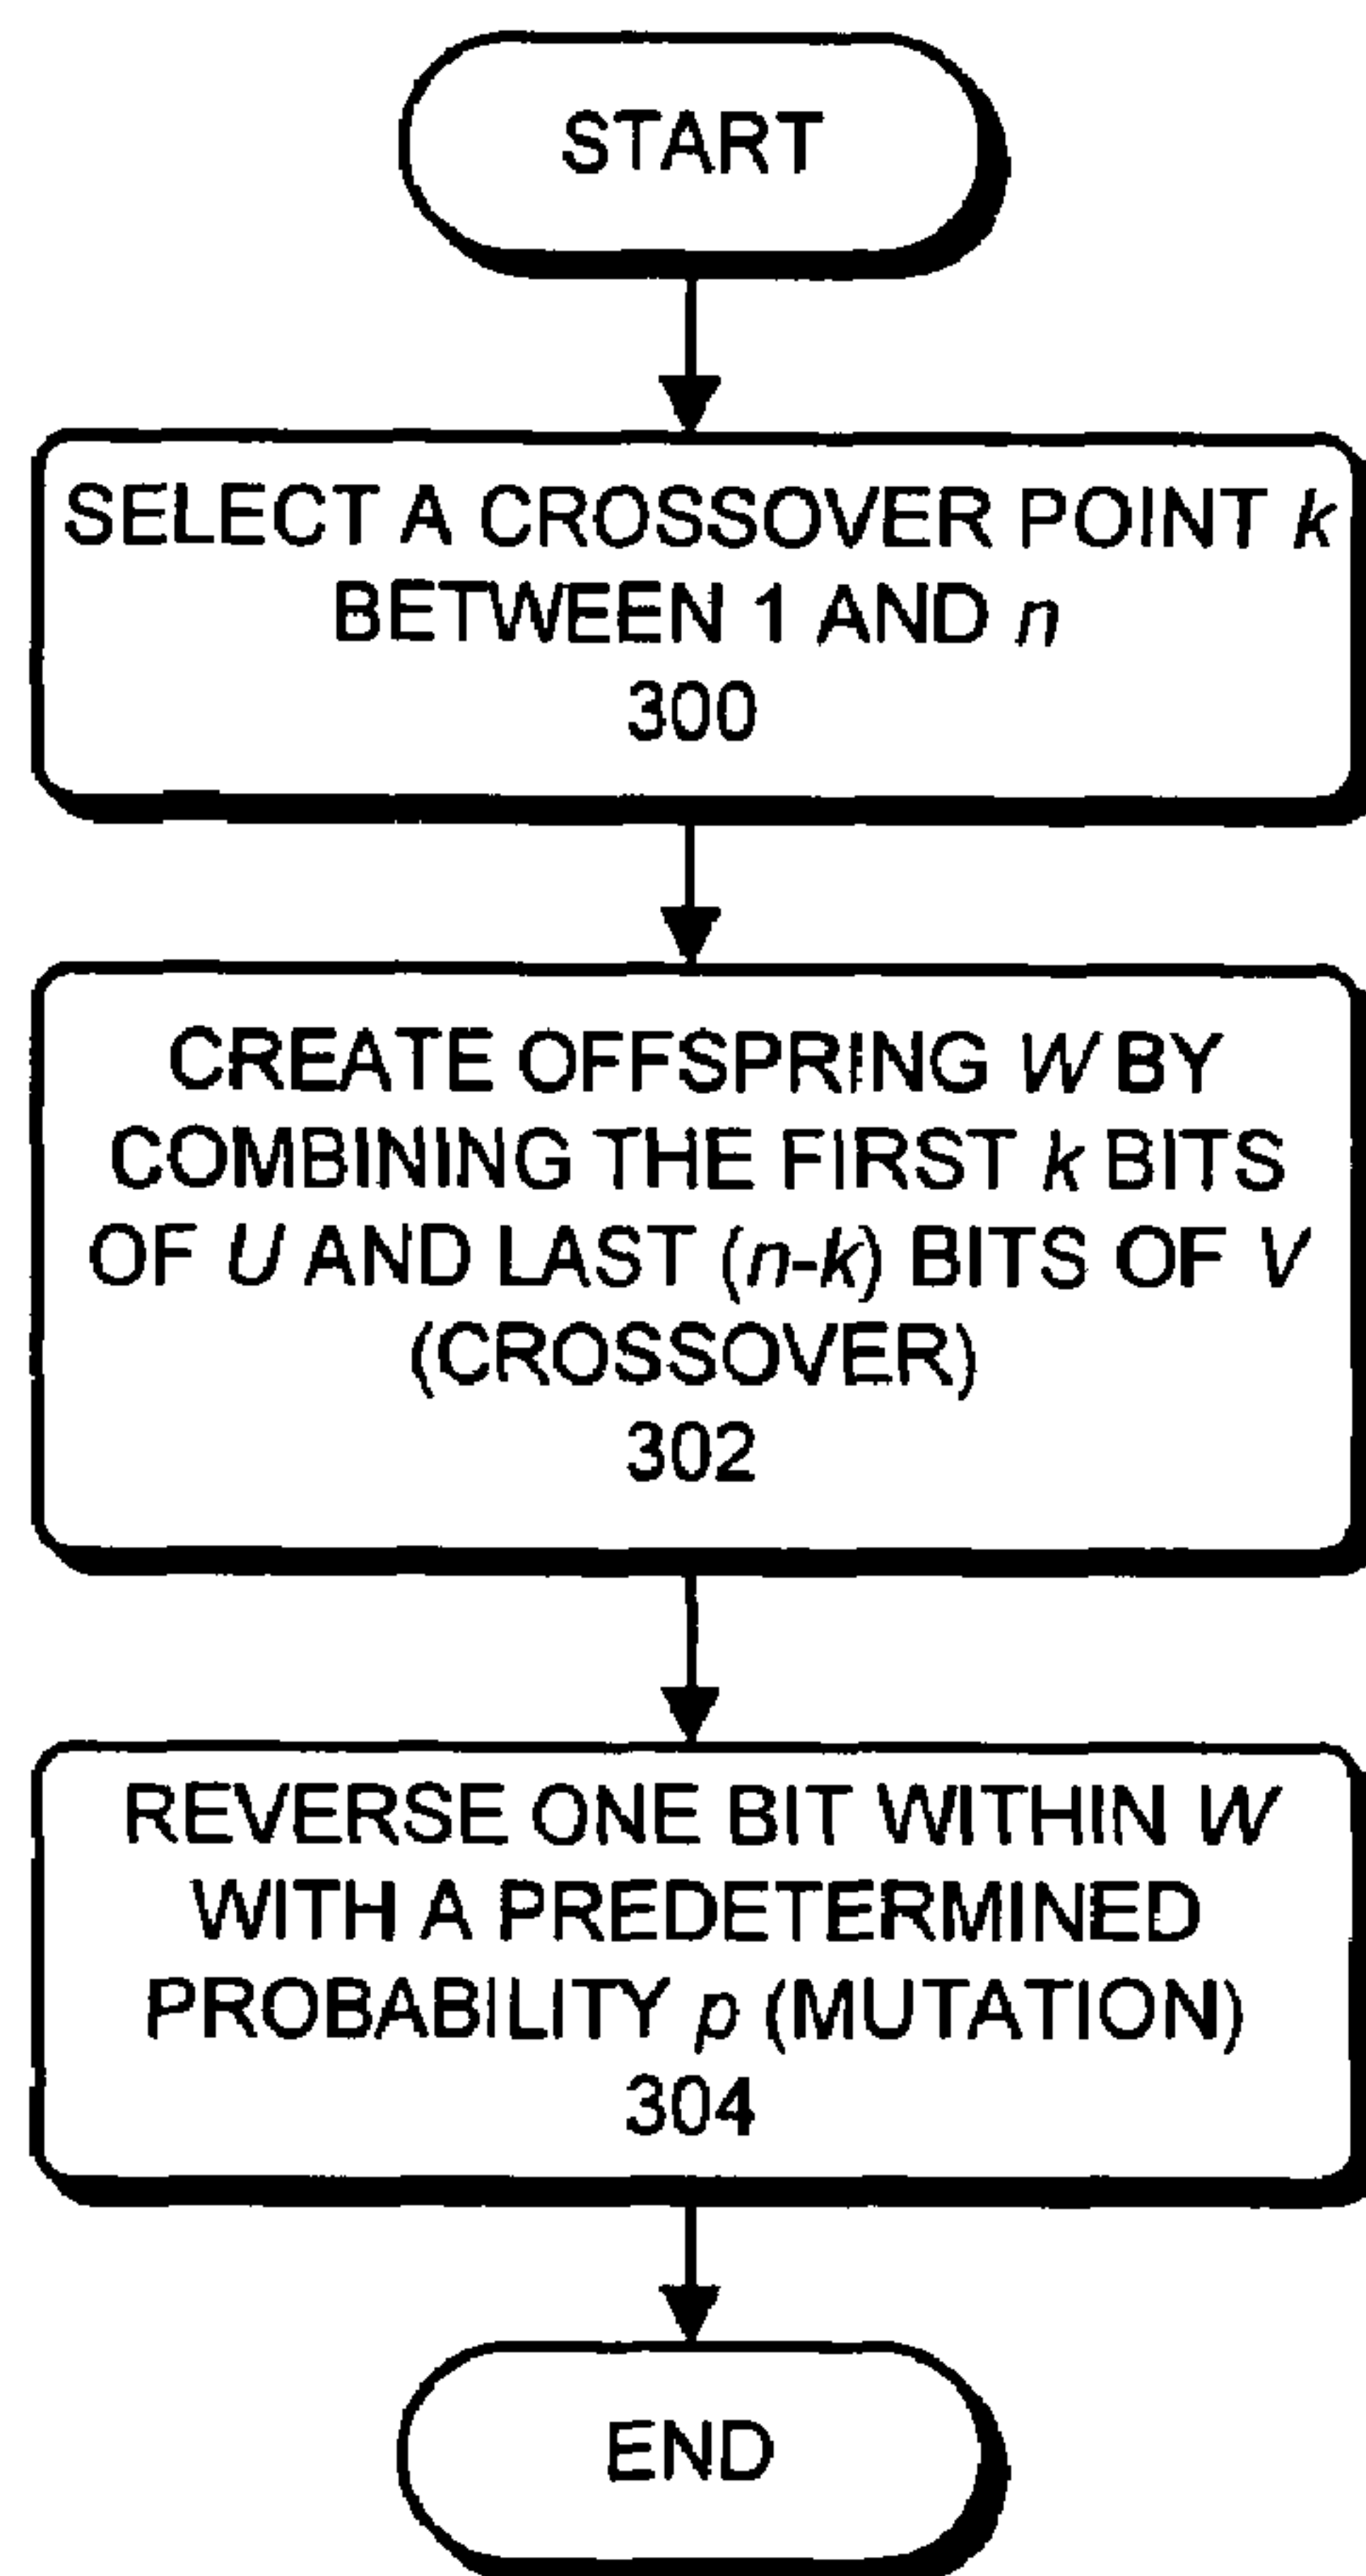 START
SELECT A CROSSOVER POINT k
BETWEEN 1 AND n
300
CREATE OFFSPRING W BY
COMBINING THE FIRST k BITS
OF U AND LAST (n-k) BITS OF V
(CROSSOVER)
302
REVERSE ONE BIT WITHIN W
WITH A PREDETERMINED
PROBABILITY p (MUTATION)
304
END